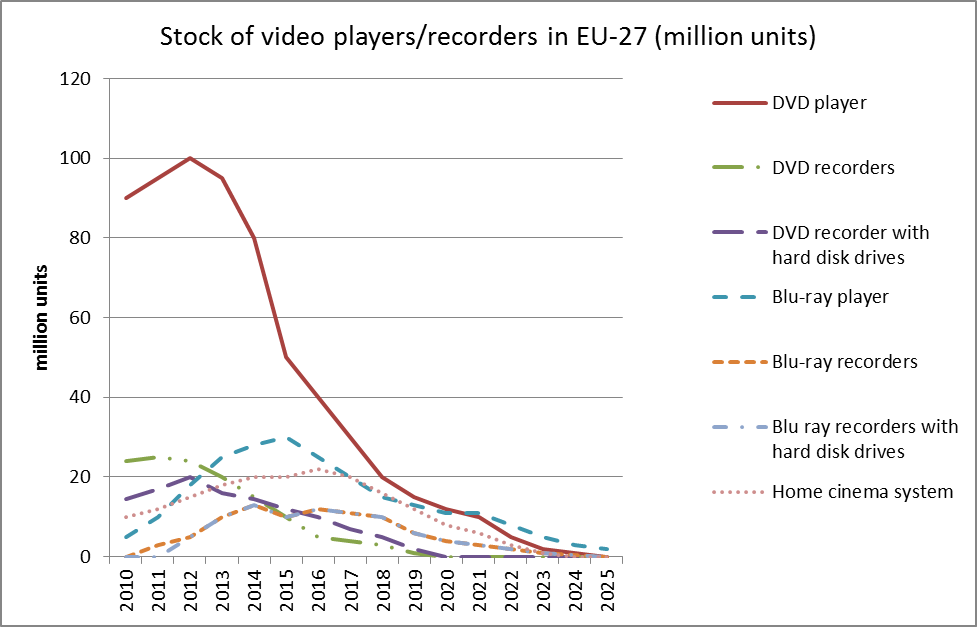 Stock of video players/recorders in EU-27 (million units)
120
100
80
60
40
20
0
million units
2010
2011
2012
2013
2014
2015
2016
2017
2018
2019
2020
2021
2022
2023
2024
2025
DVD player
DVD recorders
DVD recorder with
hard disk drives
Blu-ray player
Blu-ray recorders
Blu ray recorders with
hard disk drives
Home cinema system